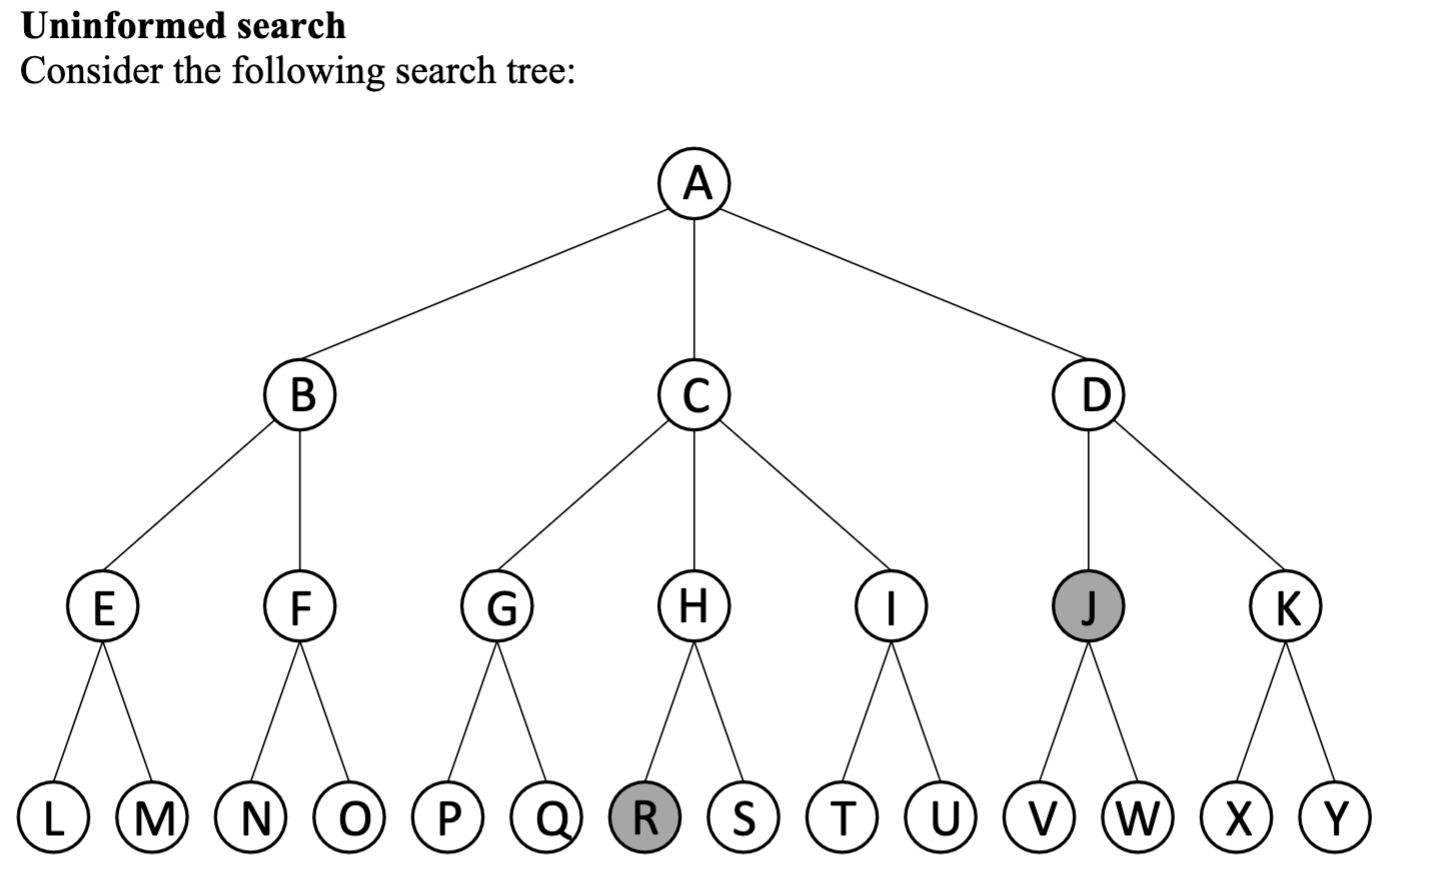 Uninformed search
Consider the following search tree:
A
B C D
E F G H I J K
L M N O P Q R S T U V W X Y